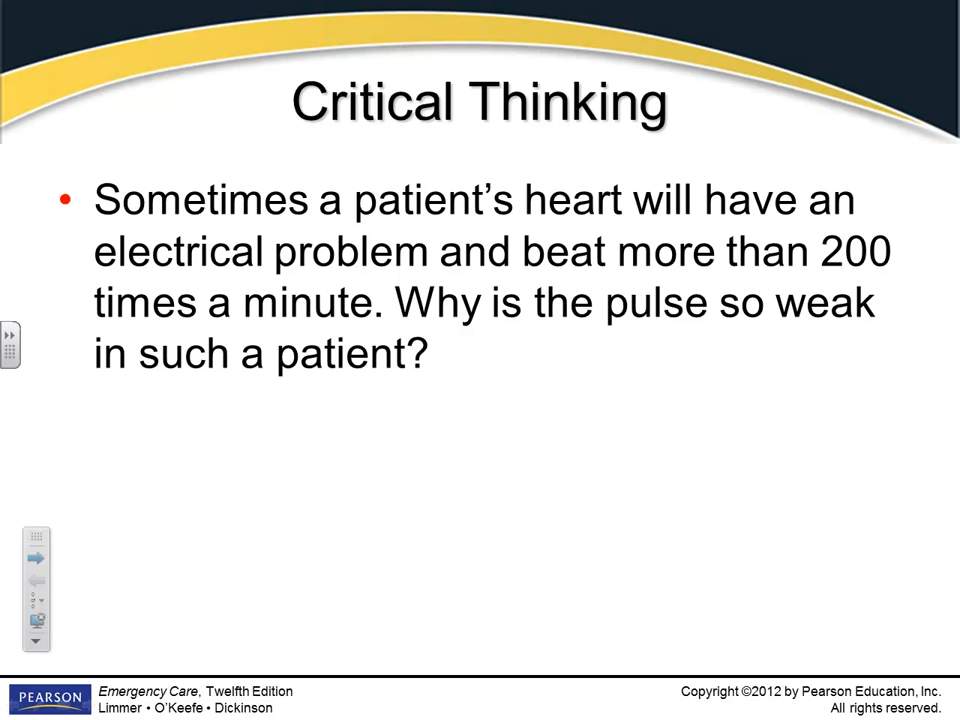 Critical Thinking
• Sometimes a patient’s heart will have an
electrical problem and beat more than 200
times a minute. Why is the pulse so weak
in such a patient?
PEARSON
Emergency Care, Twelfth Edition
Limmer • O’Keefe • Dickinson
Copyright ©2012 by Pearson Education, Inc.
All rights reserved.